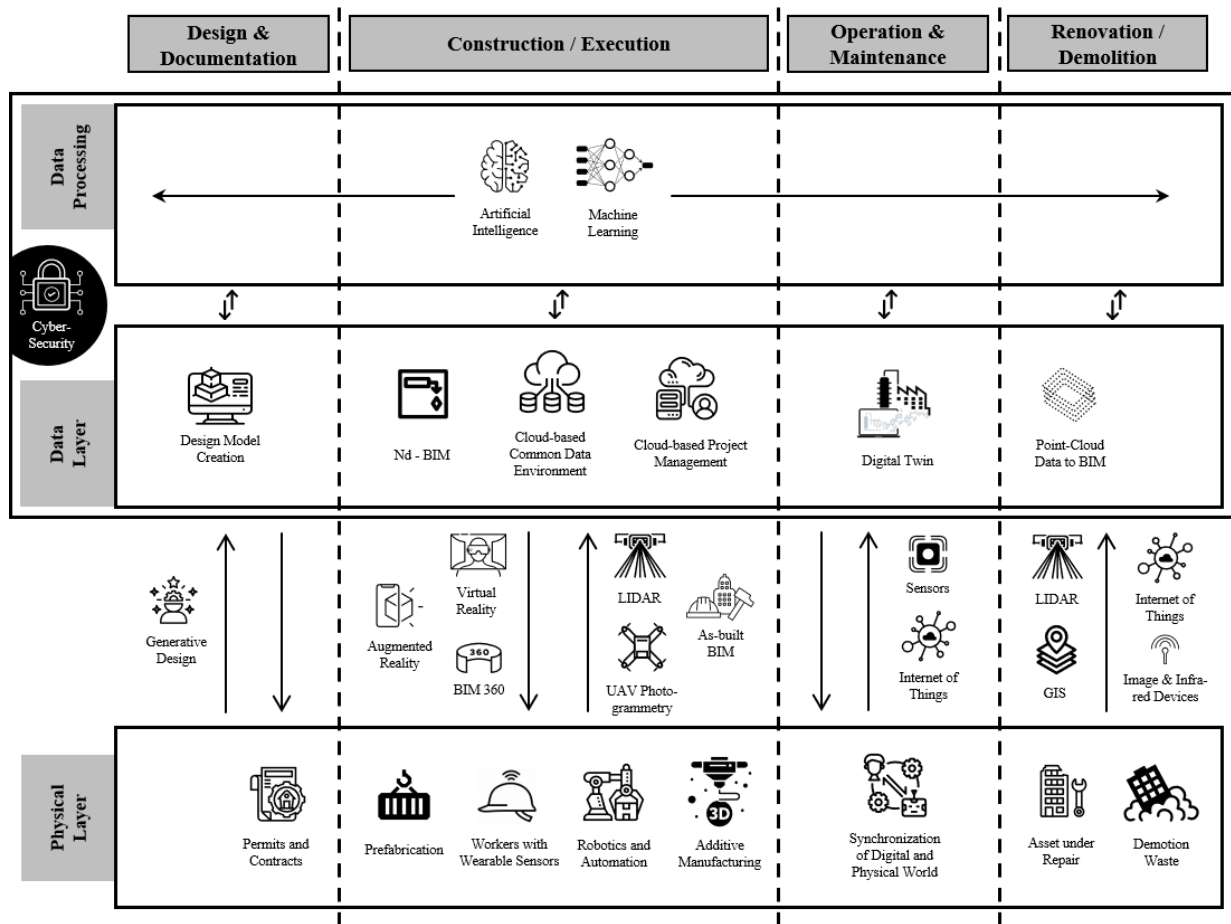 Design &
Documentation
Construction / Execution
Operation &
Maintenance
Renovation /
Demolition
Data
Processing
Artificial
Intelligence
Machine
Learning
Cyber-
Security
Data
Layer
Design Model
Creation
Nd - BIM
Cloud-based
Common Data
Environment
Cloud-based Project
Management
Digital Twin
Point-Cloud
Data to BIM
Generative
Design
Augmented
Reality
Virtual
Reality
360
BIM 360
LIDAR
UAV Photo-
grammetry
As-built
BIM
Sensors
Internet of
Things
LIDAR
GIS
Internet of
Things
Image & Infra-
red Devices
Physical
Layer
Permits and
Contracts
Prefabrication
Workers with
Wearable Sensors
Robotics and
Automation
3D
Additive
Manufacturing
Synchronization
of Digital and
Physical World
Asset under
Repair
Demotion
Waste